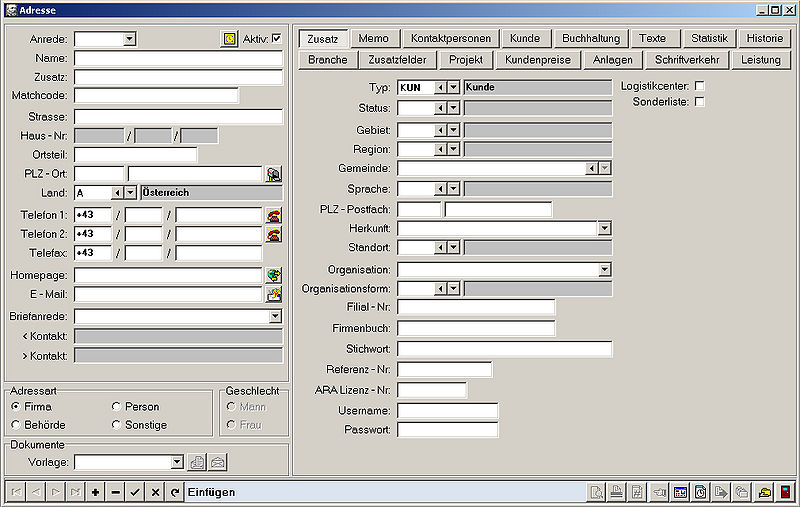 Adresse
Anrede: Aktiv:
Name:
Zusatz:
Matchcode:
Strasse:
Haus - Nr: / /
Ortsteil:
PLZ - Ort:
Land: A Österreich
Telefon 1: +43 / /
Telefon 2: +43 / /
Telefax: +43 / /
Homepage:
E - Mail:
Briefanrede:
< Kontakt:
> Kontakt:
Adressart
Firma Person
Behörde Sonstige
Geschlecht
Mann
Frau
Dokumente
Vorlage:
Zusatz Memo Kontaktpersonen Kunde Buchhaltung Texte Statistik Historie
Branche Zusatzfelder Projekt Kundenpreise Anlagen Schriftverkehr Leistung
Typ: KUN Kunde
Status:
Gebiet:
Region:
Gemeinde:
Sprache:
PLZ - Postfach:
Herkunft:
Standort:
Organisation:
Organisationsform:
Filial - Nr:
Firmenbuch:
Stichwort:
Referenz - Nr:
ARA Lizenz - Nr:
Username:
Passwort:
Logistikcenter:
Sonderliste:
Einfügen